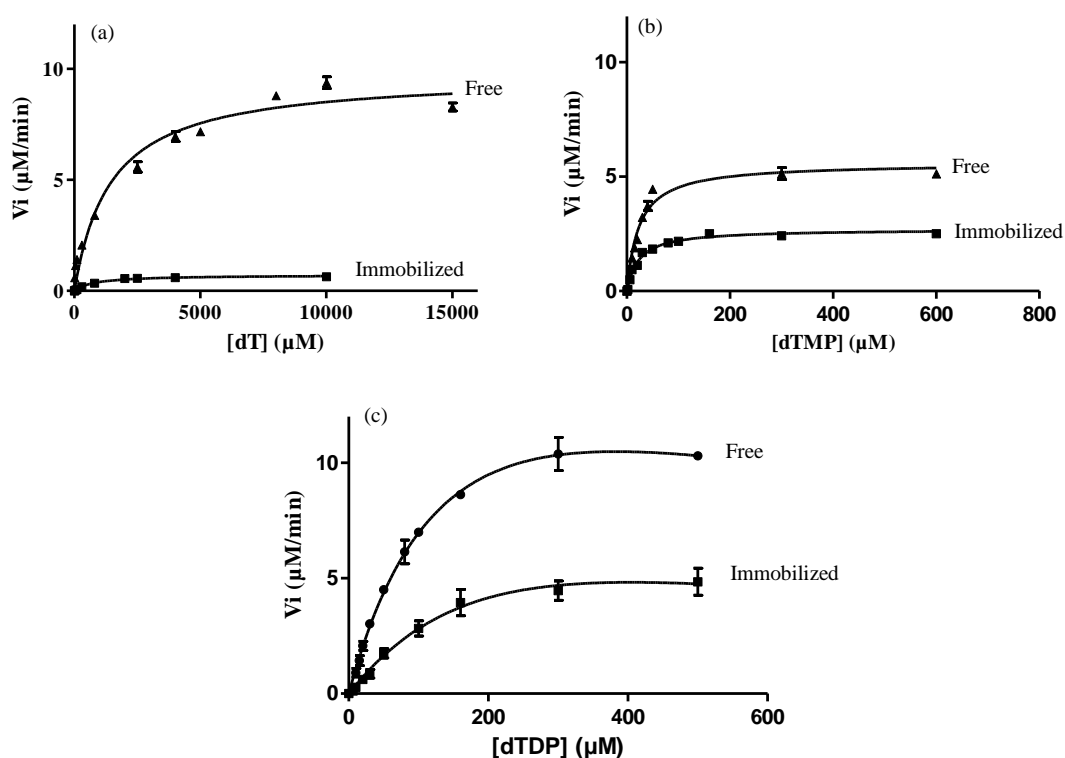 (a)
10
5
0
Vi (µM/min)
Free
Immobilized
0
5000
10000
15000
[dT] (µM)
(b)
10
5
0
Vi (µM/min)
Free
Immobilized
0
200
400
600
800
[dTMP] (µM)
(c)
10
5
0
Vi (µM/min)
Free
Immobilized
0
200
400
600
[dTDP] (µM)